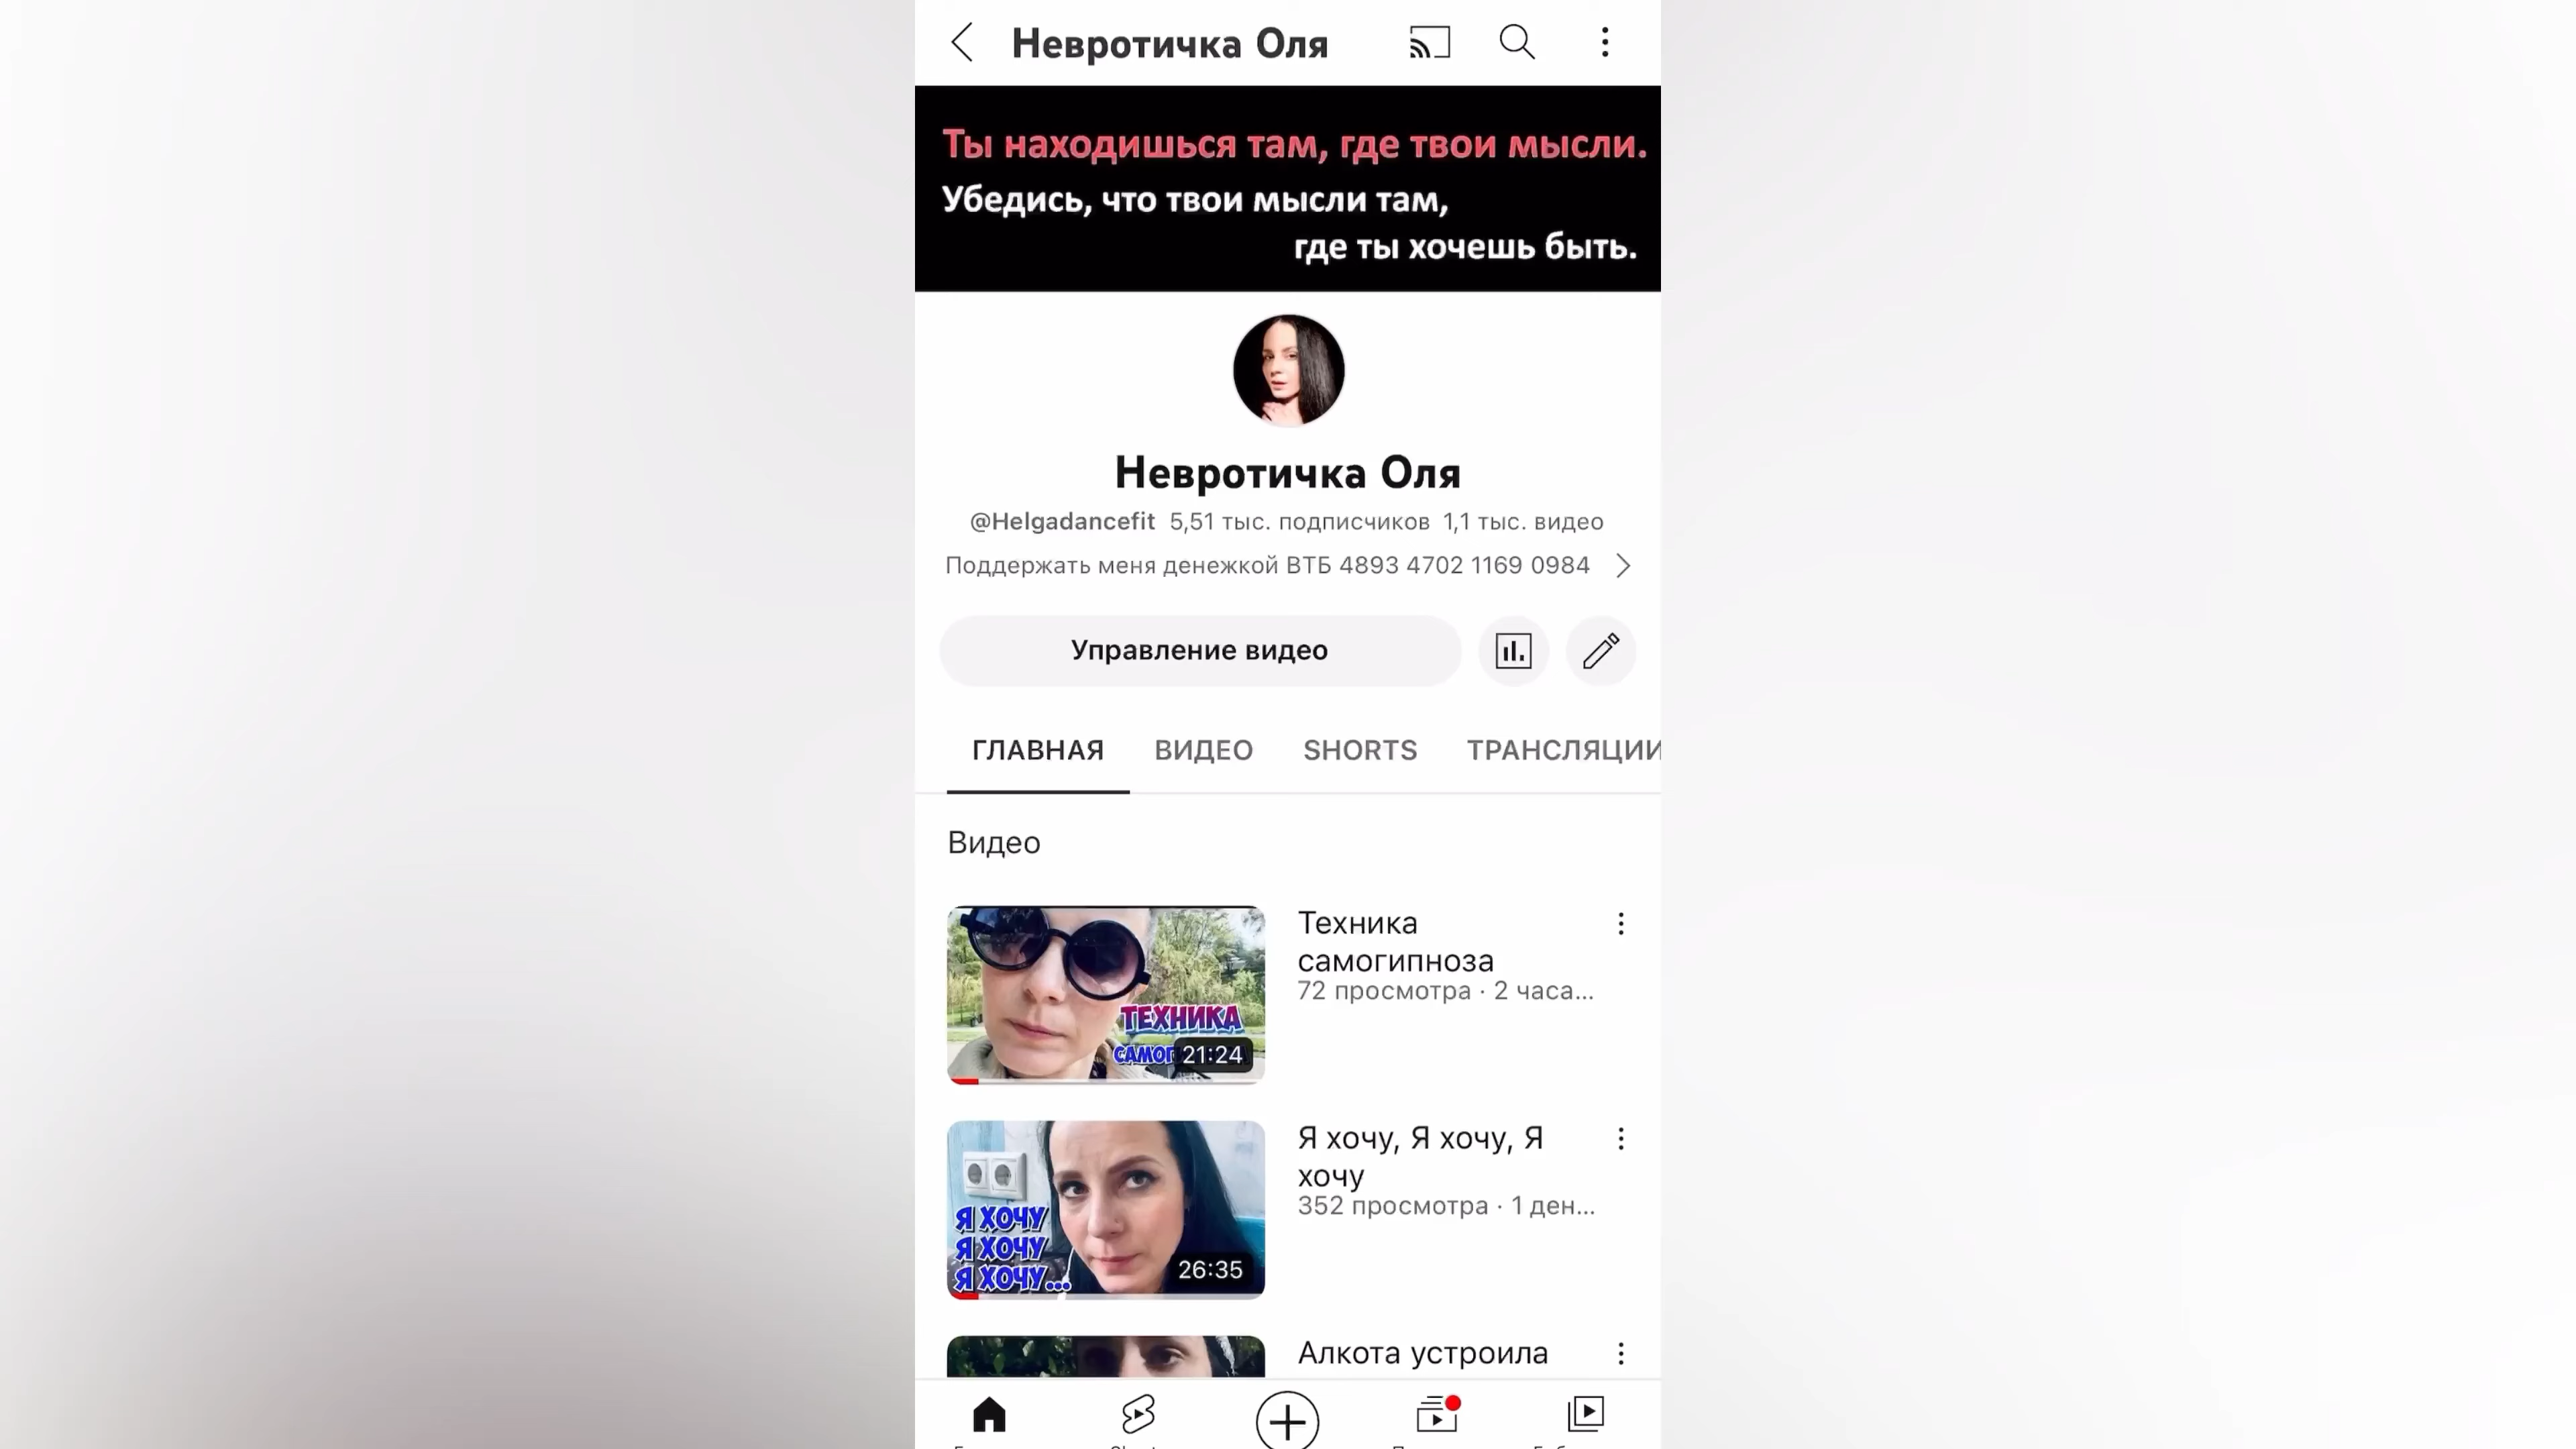 Невротичка Оля
Ты находишься там, где твои мысли.
Убедись, что твои мысли там,
где ты хочешь быть.
Невротичка Оля
@Helgadancefit 5,51 тыс. подписчиков 1,1 тыс. видео
Поддержать меня денежкой ВТБ 4893 4702 1169 0984
Управление видео
ГЛАВНАЯ ВИДЕО SHORTS ТРАНСЛЯЦИИ
Видео
ТЕХНИКА
21:24
Техника
самогипноза
72 просмотра · 2 часа...
Я ХОЧУ
Я ХОЧУ
Я ХОЧУ...
26:35
Я хочу, Я хочу, Я
хочу
352 просмотра · 1 ден...
Алкота устроила